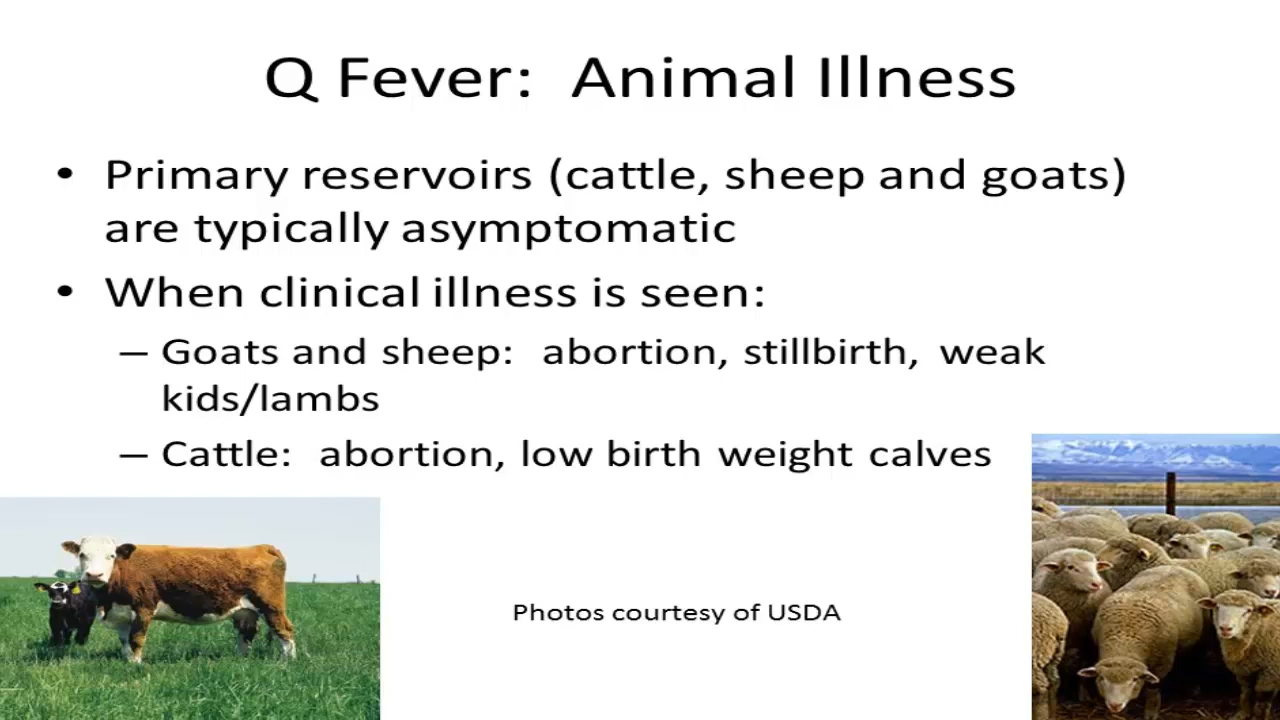 Q Fever: Animal Illness
• Primary reservoirs (cattle, sheep and goats)
are typically asymptomatic
• When clinical illness is seen:
– Goats and sheep: abortion, stillbirth, weak
kids/lambs
– Cattle: abortion, low birth weight calves
Photos courtesy of USDA